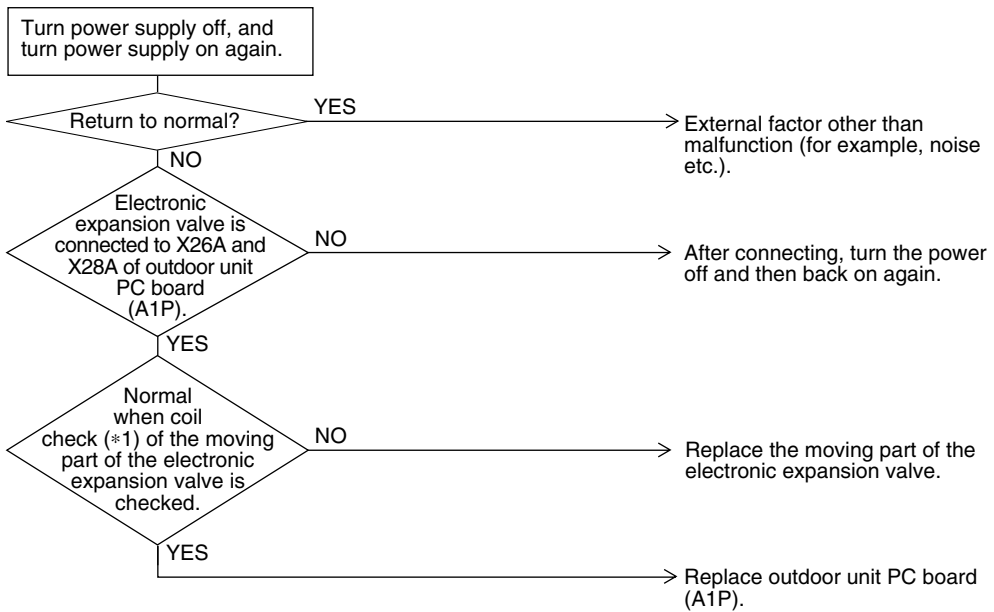 Turn power supply off, and
turn power supply on again.
Return to normal?
YES
External factor other than
malfunction (for example, noise
etc.).
NO
Electronic
expansion valve is
connected to X26A and
X28A of outdoor unit
PC board
(A1P).
NO
After connecting, turn the power
off and then back on again.
YES
Normal
when coil
check (*1) of the moving
part of the electronic
expansion valve is
checked.
NO
Replace the moving part of the
electronic expansion valve.
YES
Replace outdoor unit PC board
(A1P).